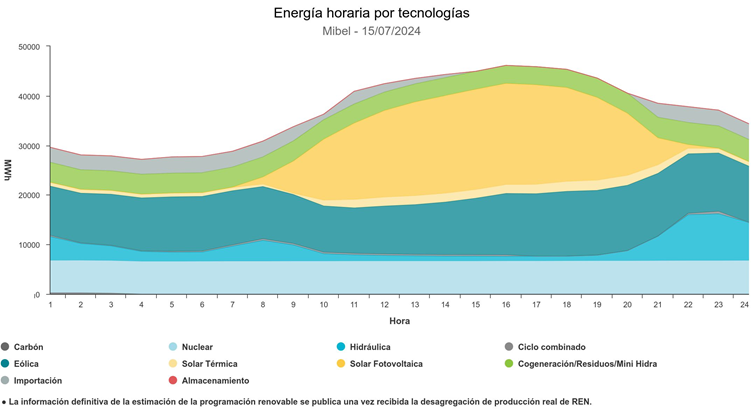 Energía horaria por tecnologías
Mibel - 15/07/2024
50000
40000
30000
20000
10000
0
MWh
1 2 3 4 5 6 7 8 9 10 11 12 13 14 15 16 17 18 19 20 21 22 23 24
Hora
Carbón Nuclear Hidráulica Ciclo combinado
Eólica Solar Térmica Solar Fotovoltaica Cogeneración/Residuos/Mini Hidra
Importación Almacenamiento
● La información definitiva de la estimación de la programación renovable se publica una vez recibida la desagregación de producción real de REN.